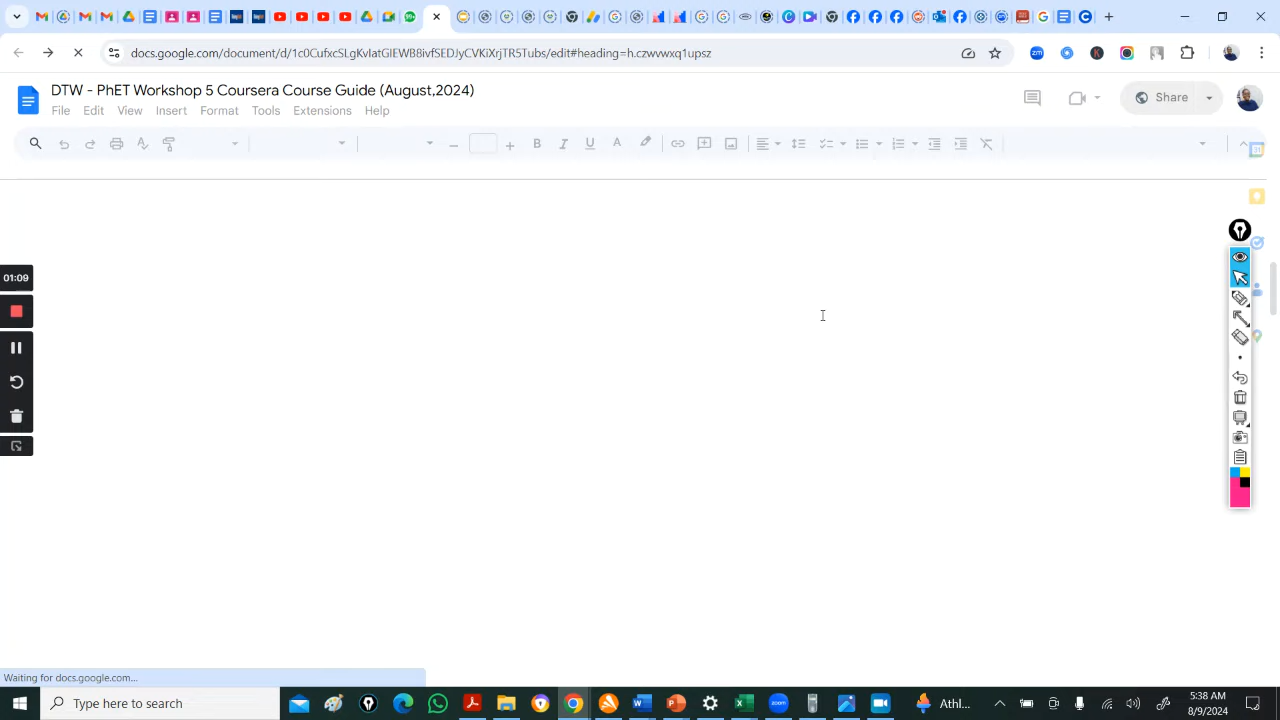 docs.google.com/document/d/1c0CufxcSLgKvIatGIEWB8ivfSEDJyCVKiXrjTR5Tubs/edit#heading=h.czwwxq1upsz
DTW - PhET Workshop 5 Coursera Course Guide (August,2024)
File Edit View Insert Format Tools Extensions Help
Share
01:09
Waiting for docs.google.com...
Type here to search
Athl...
5:38 AM
8/9/2024